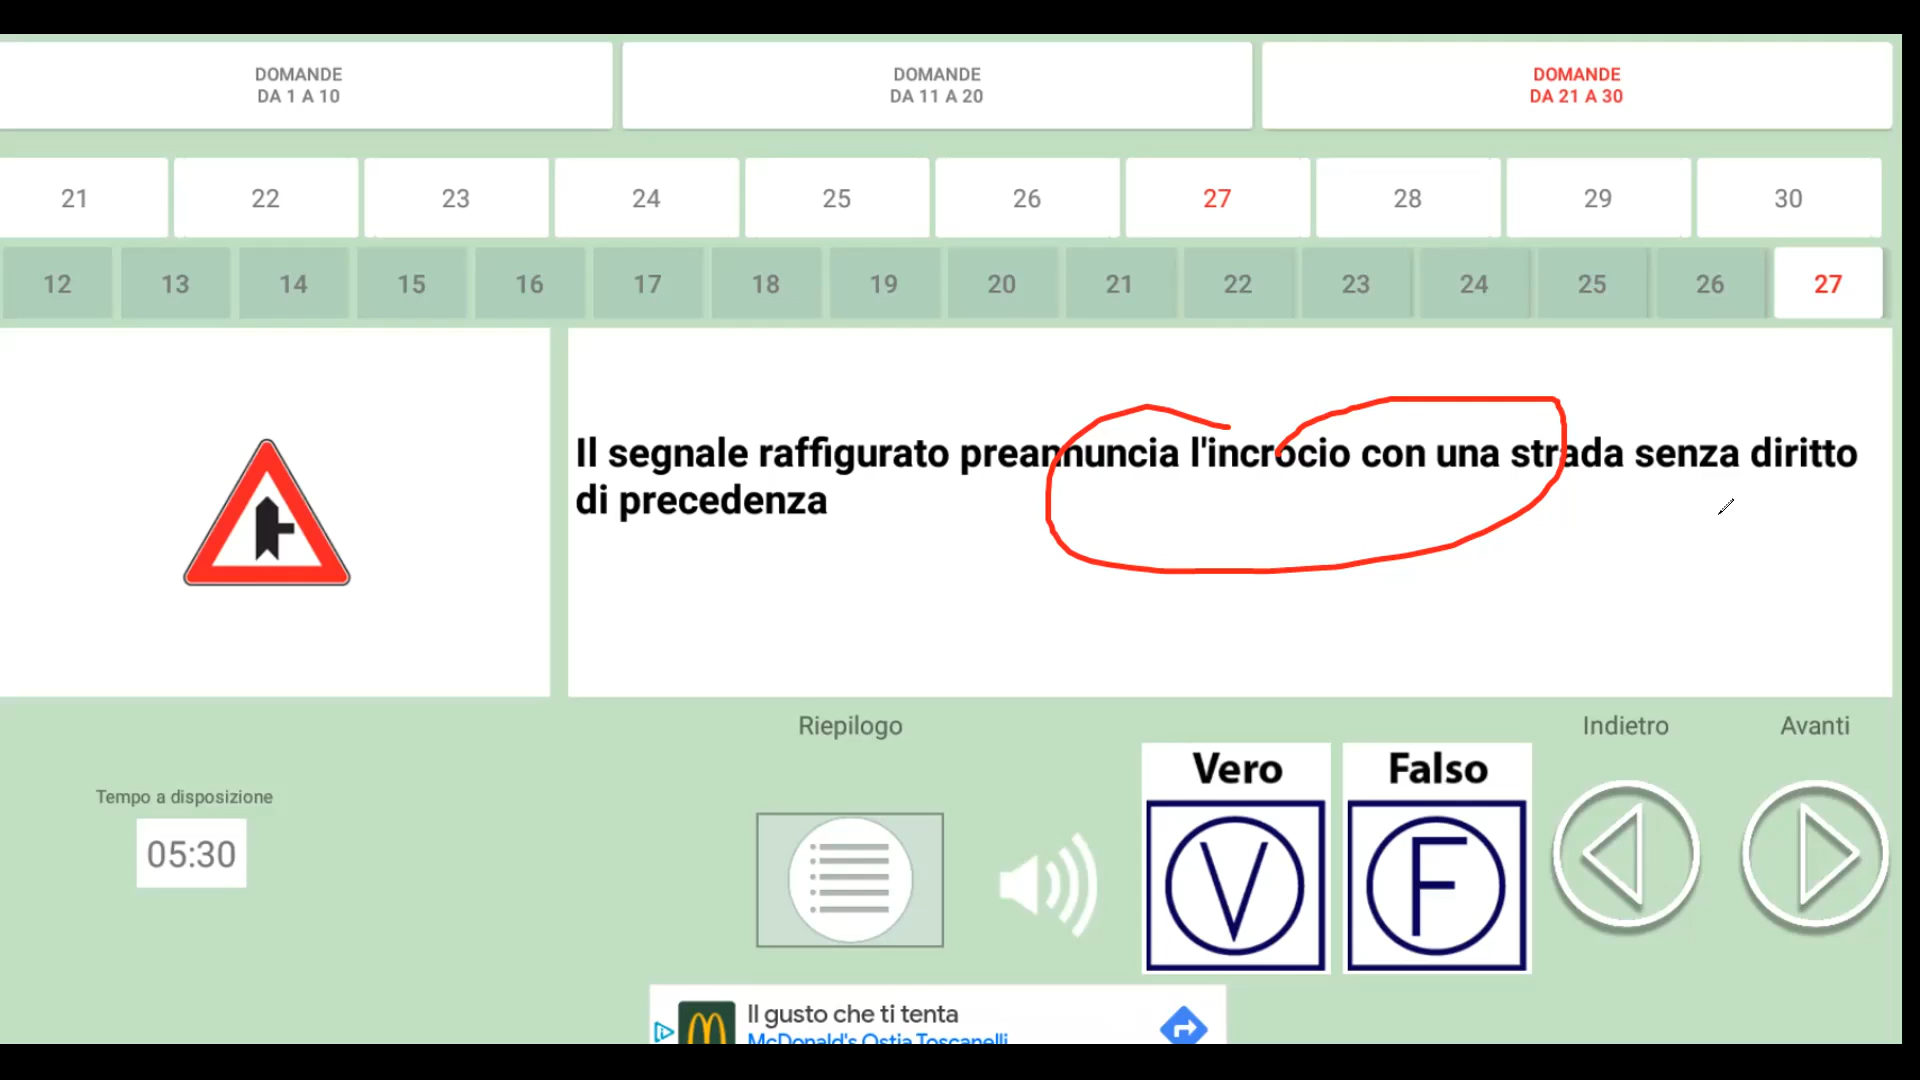 DOMANDE
DA 1 A 10
DOMANDE
DA 11 A 20
DOMANDE
DA 21 A 30
21 22 23 24 25 26 27 28 29 30
12 13 14 15 16 17 18 19 20 21 22 23 24 25 26 27
Il segnale raffigurato preannuncia l'incrocio con una strada senza diritto
di precedenza
Riepilogo
Indietro
Avanti
Tempo a disposizione
05:30
Vero
V
Falso
F
Il gusto che ti tenta
McDonald's Ostia Toscanelli